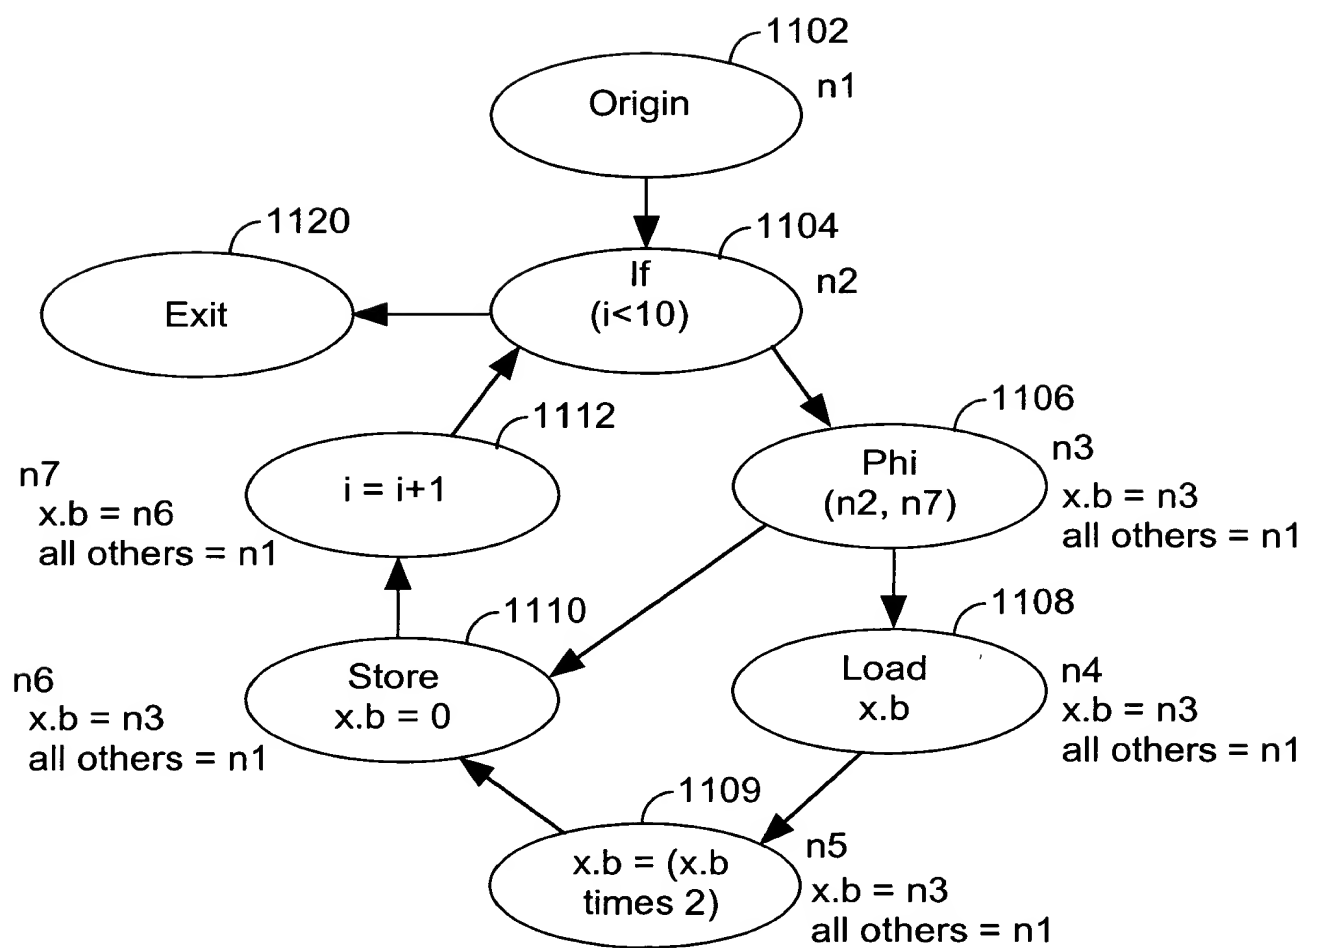 1102
Origin
n1
1120
Exit
1104
If
(i<10)
n2
1112
i = i+1
n7
x.b = n6
all others = n1
1106
Phi
(n2, n7)
n3
x.b = n3
all others = n1
1110
Store
x.b = 0
n6
x.b = n3
all others = n1
1108
Load
x.b
n4
x.b = n3
all others = n1
1109
x.b = (x.b
times 2)
n5
x.b = n3
all others = n1